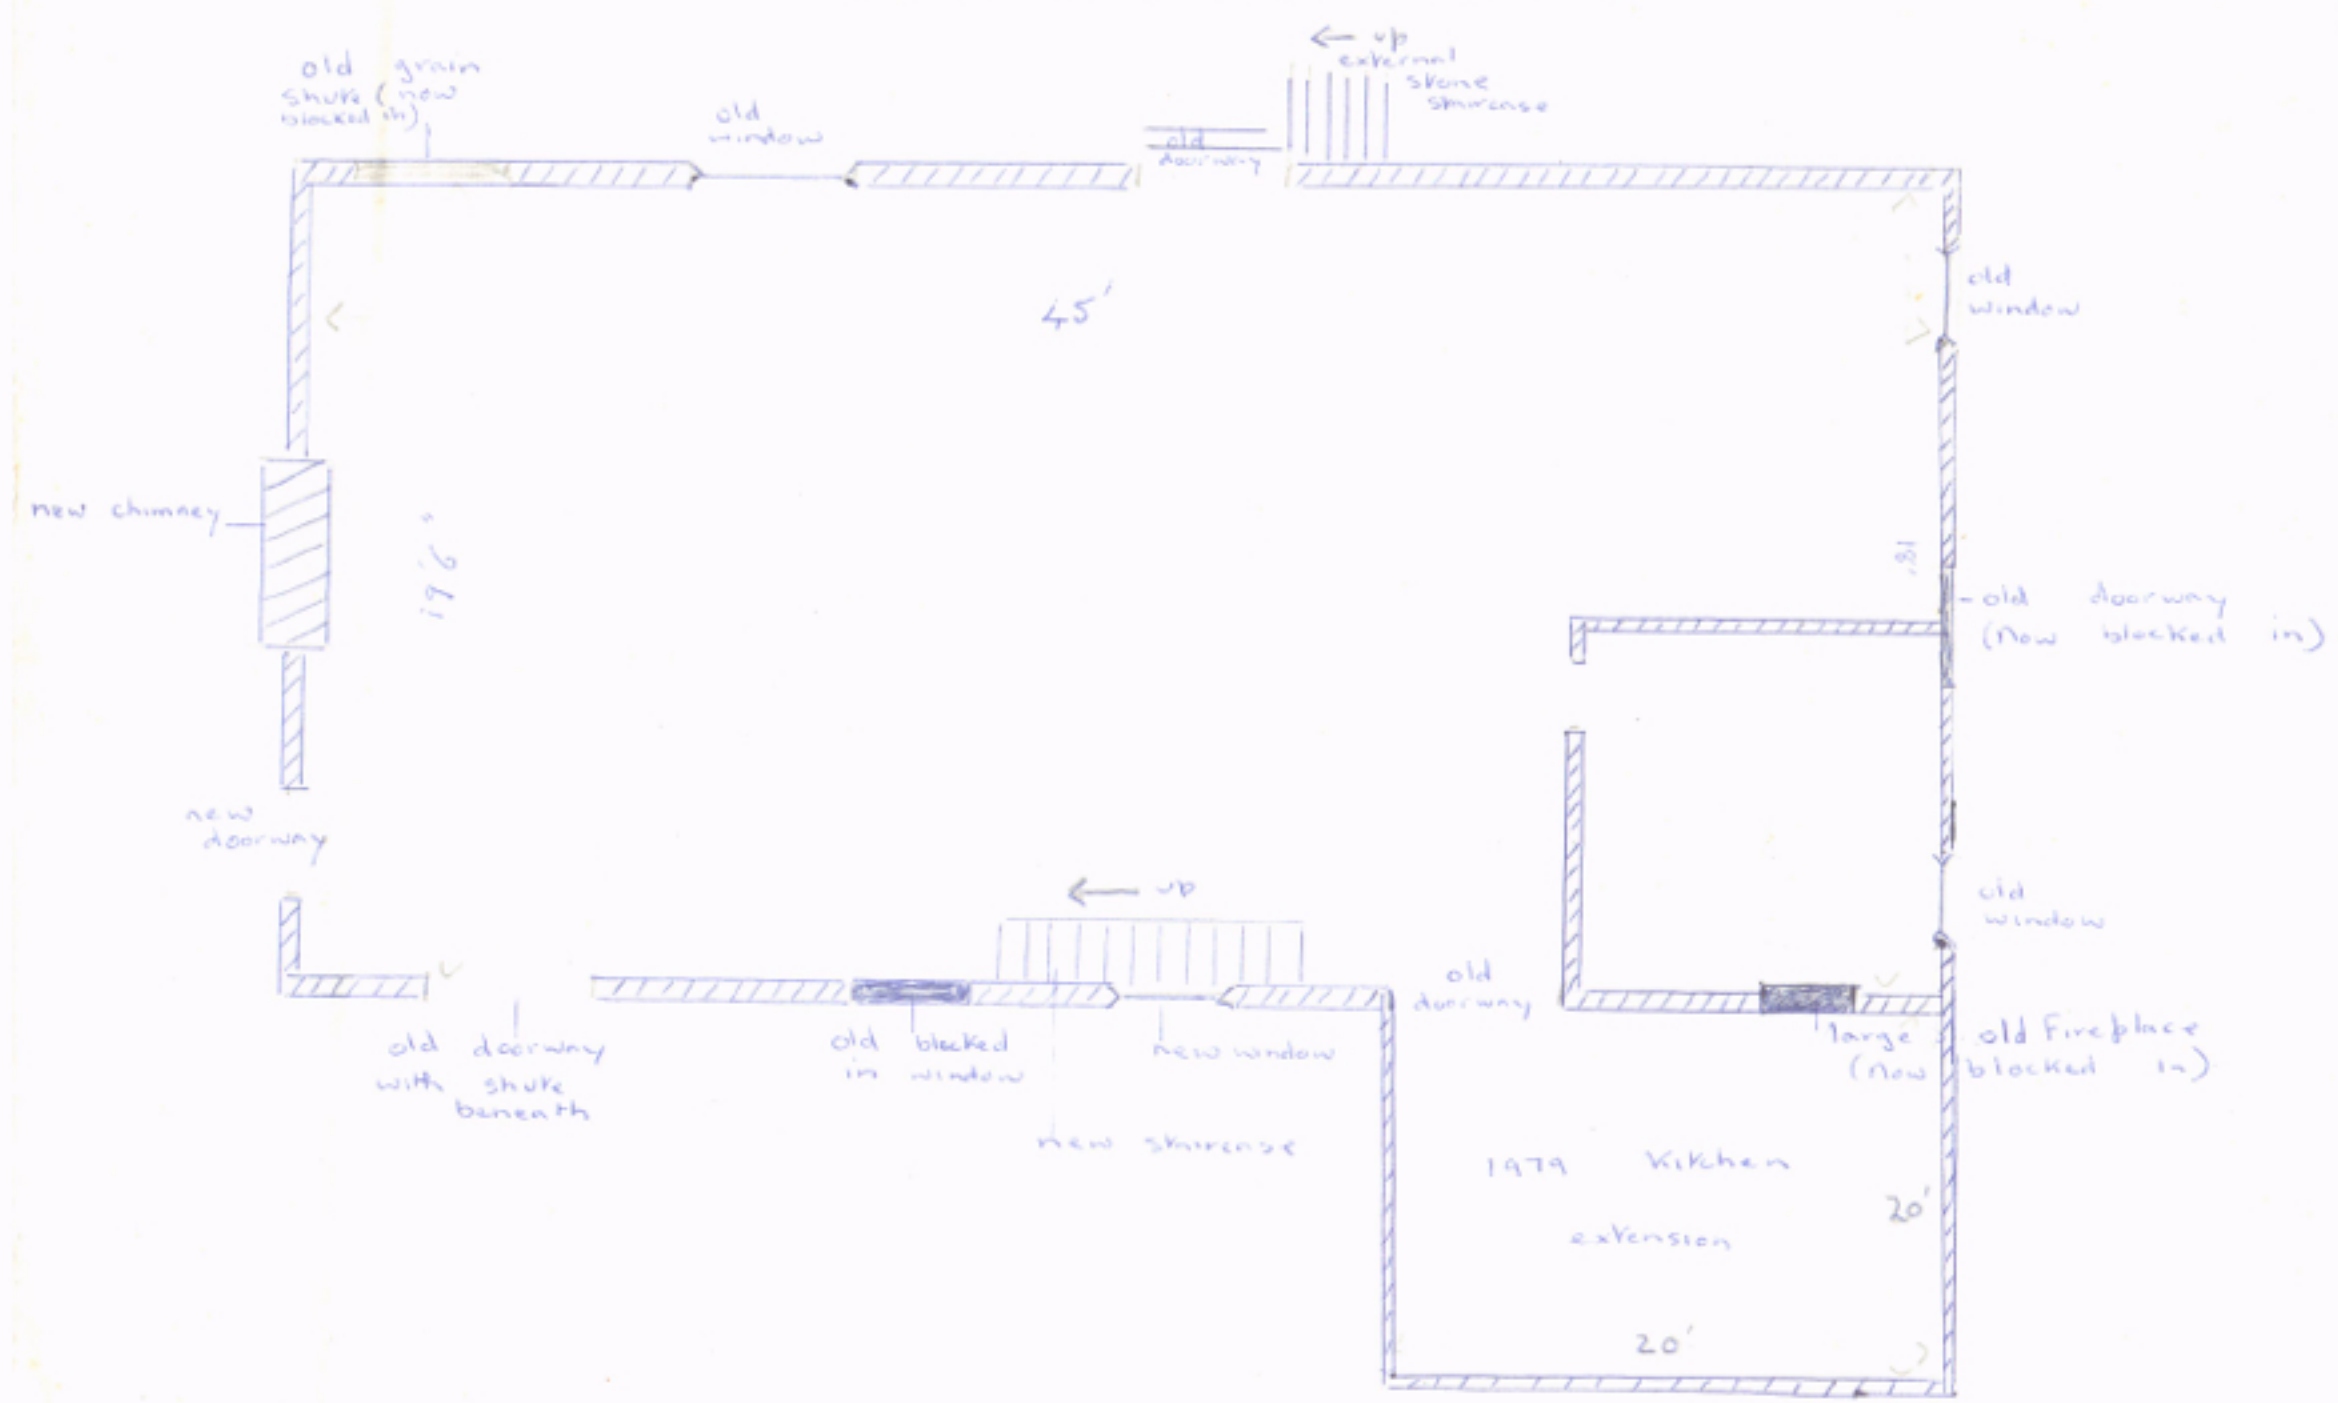 ← up
external
stone
staircase
old grain
shute (now
blocked in)
old
window
old
doorway
45'
old
window
new chimney
19'6"
18'
old doorway
(Now blocked in)
new
doorway
← up
old
window
old
doorway
old doorway
with shute
beneath
old blocked
in window
new window
large old Fireplace
(now blocked in)
new staircase
1979 Kitchen
extension
20'
20'